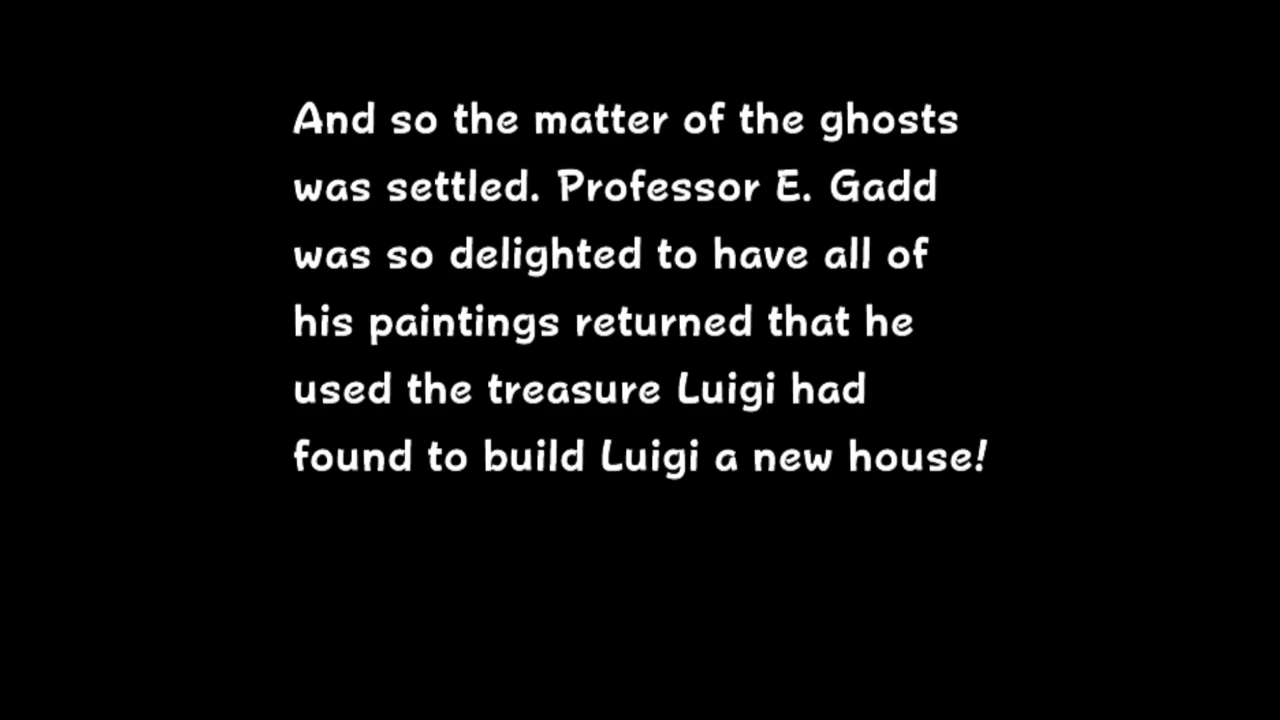 And so the matter of the ghosts
was settled. Professor E. Gadd
was so delighted to have all of
his paintings returned that he
used the treasure Luigi had
found to build Luigi a new house!